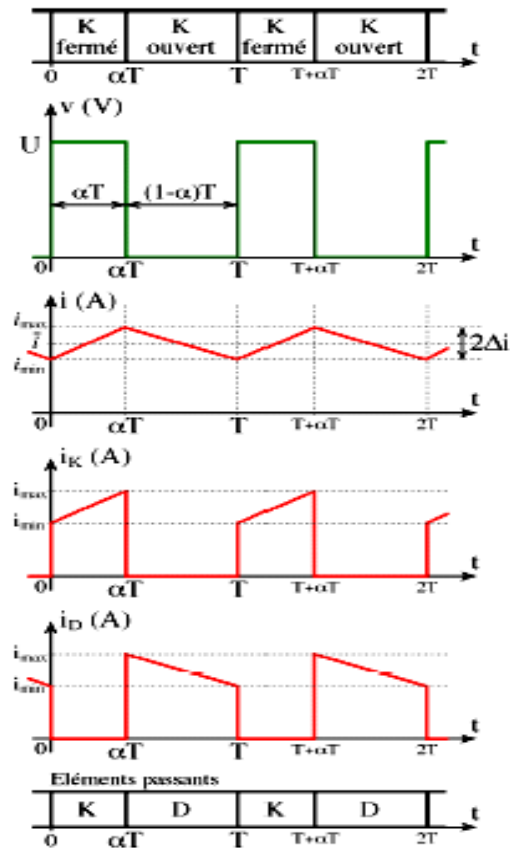 K K K K
fermé ouvert fermé ouvert t
0 αT T T+αT 2T
v (V)
U
αT (1-α)T
t
0 αT T T+αT 2T
i (A)
imax
i 2Δi
imin
t
0 αT T T+αT 2T
iK (A)
imax
imin
t
0 αT T T+αT 2T
iD (A)
imax
imin
t
0 αT T T+αT 2T
Eléments passants
K D K D t
0 αT T T+αT 2T